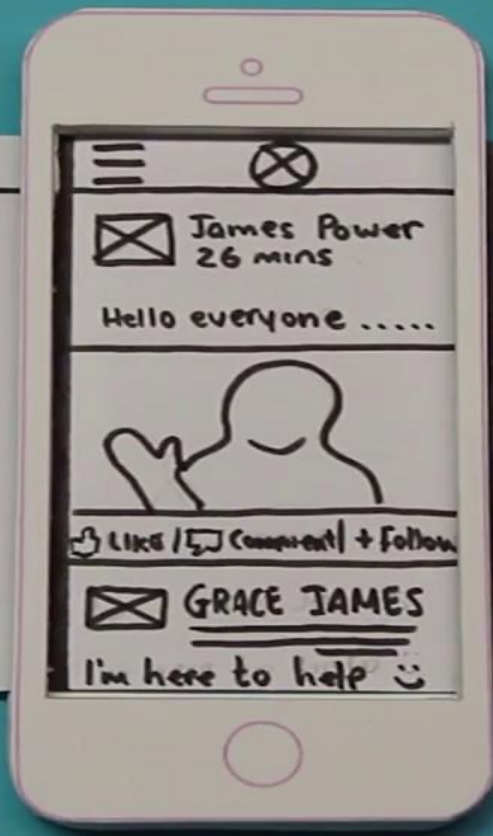 James Power
26 mins
Hello everyone .....
LIKE / Comment | + Follow
GRACE JAMES
I'm here to help